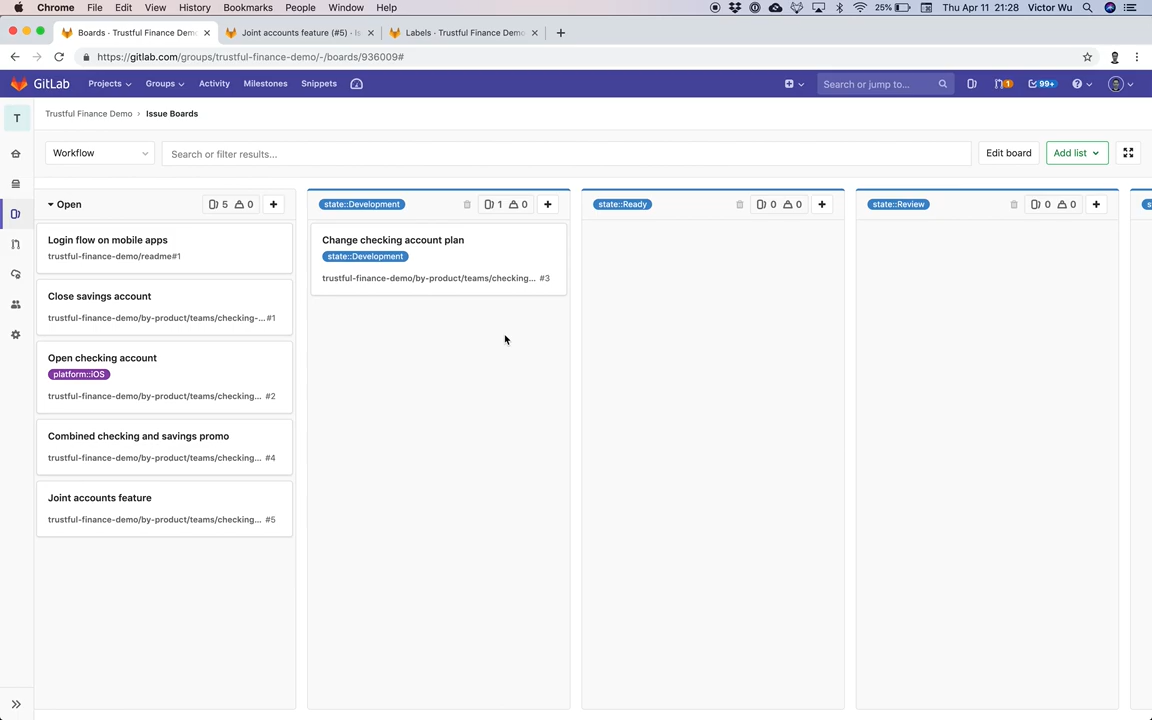 Chrome File Edit View History Bookmarks People Window Help 25% Thu Apr 11 21:28 Victor Wu
Boards · Trustful Finance Dem
Joint accounts feature (#5) · Is
Labels · Trustful Finance Demo
https://gitlab.com/groups/trustful-finance-demo/-/boards/936009#
GitLab Projects Groups Activity Milestones Snippets Search or jump to... 1 99+
T
Trustful Finance Demo › Issue Boards
Workflow Search or filter results... Edit board Add list
Open 5 0
state::Development 1 0
state::Ready 0 0
state::Review 0 0
s
Login flow on mobile apps
trustful-finance-demo/readme#1
Close savings account
trustful-finance-demo/by-product/teams/checking-... #1
Open checking account
platform::iOS
trustful-finance-demo/by-product/teams/checking... #2
Combined checking and savings promo
trustful-finance-demo/by-product/teams/checking... #4
Joint accounts feature
trustful-finance-demo/by-product/teams/checking... #5
Change checking account plan
state::Development
trustful-finance-demo/by-product/teams/checking... #3